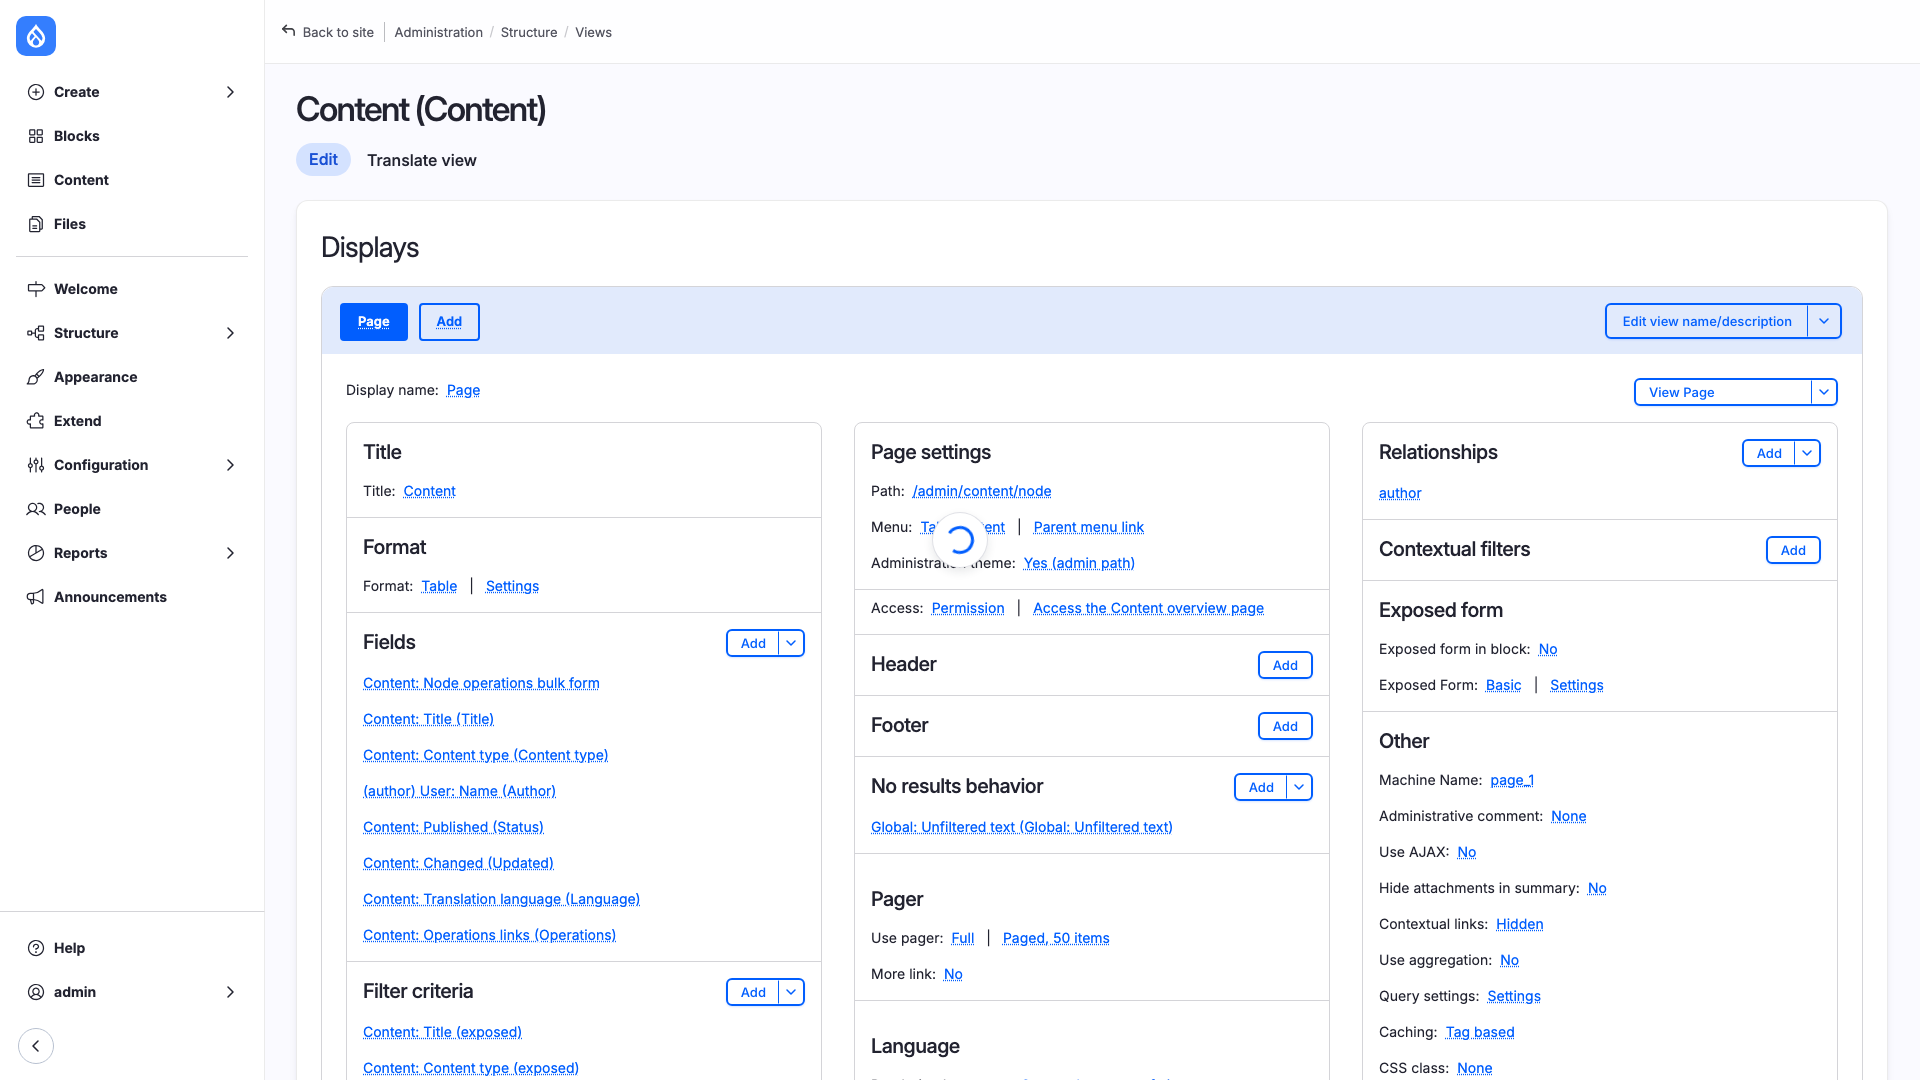 Back to site
Administration / Structure / Views
Create
Blocks
Content
Files
Welcome
Structure
Appearance
Extend
Configuration
People
Reports
Announcements
Help
admin
Content (Content)
Edit
Translate view
Displays
Page
Add
Edit view name/description
Display name: Page
View Page
Title
Title: Content
Format
Format: Table | Settings
Fields
Add
Content: Node operations bulk form
Content: Title (Title)
Content: Content type (Content type)
(author) User: Name (Author)
Content: Published (Status)
Content: Changed (Updated)
Content: Translation language (Language)
Content: Operations links (Operations)
Filter criteria
Add
Content: Title (exposed)
Content: Content type (exposed)
Page settings
Path: /admin/content/node
Menu: | Parent menu link
Administration theme: Yes (admin path)
Access: Permission | Access the Content overview page
Header
Add
Footer
Add
No results behavior
Add
Global: Unfiltered text (Global: Unfiltered text)
Pager
Use pager: Full | Paged, 50 items
More link: No
Language
Relationships
Add
author
Contextual filters
Add
Exposed form
Exposed form in block: No
Exposed Form: Basic | Settings
Other
Machine Name: page_1
Administrative comment: None
Use AJAX: No
Hide attachments in summary: No
Contextual links: Hidden
Use aggregation: No
Query settings: Settings
Caching: Tag based
CSS class: None